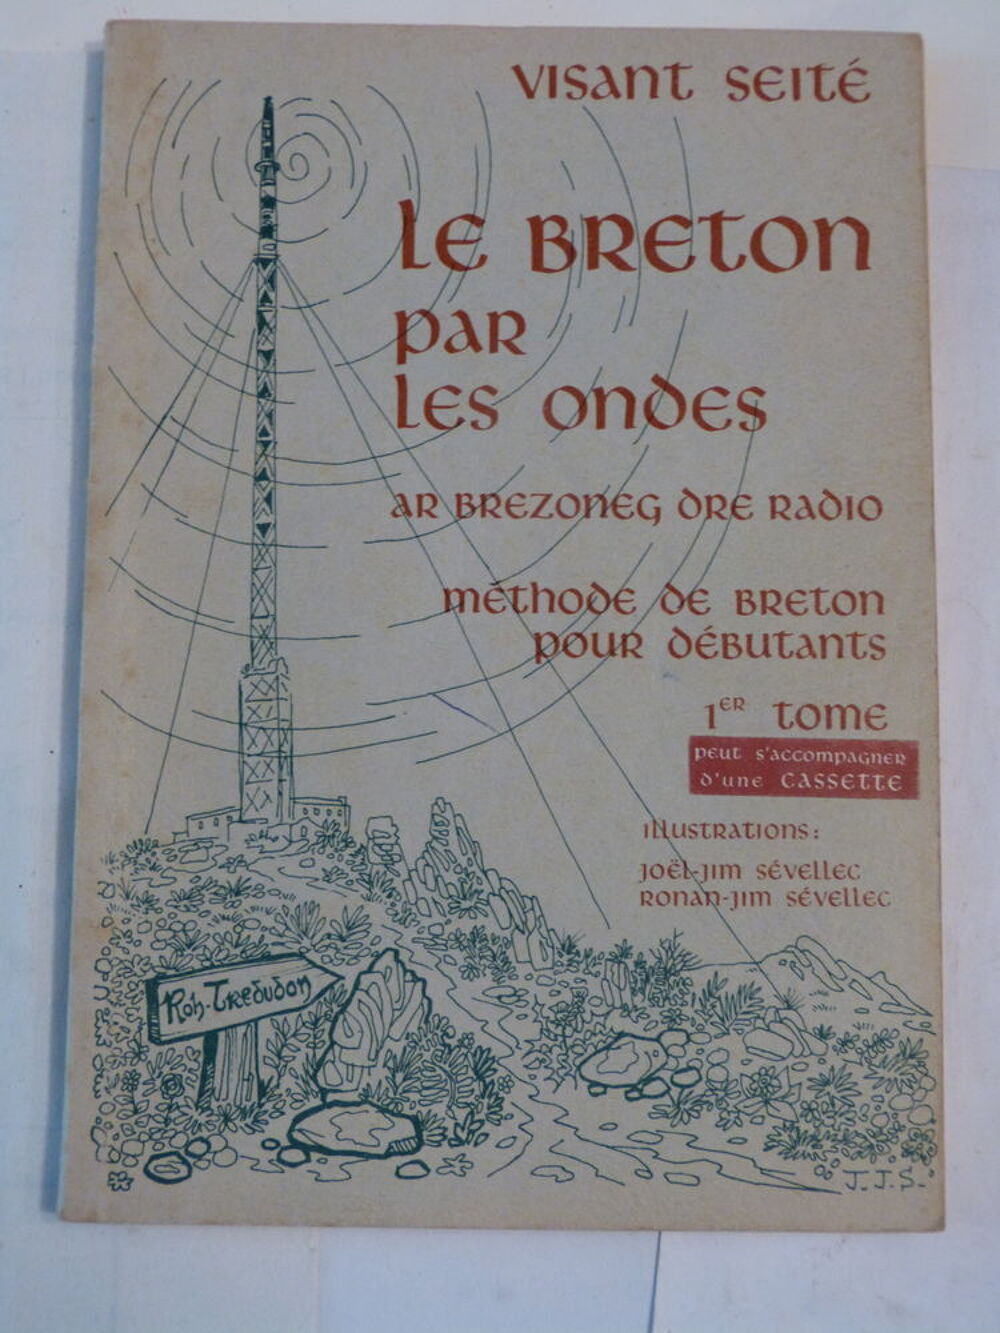 VISANT SEITÉ
LE BRETON
PAR
LES ONDES
AR BREZONEG DRE RADIO
MÉTHODE DE BRETON
POUR DÉBUTANTS
1ER TOME
PEUT S'ACCOMPAGNER
D'UNE CASSETTE
ILLUSTRATIONS:
JOËL-JIM SÉVELLEC
RONAN-JIM SÉVELLEC
Roh-Tredudon
J.J.S.